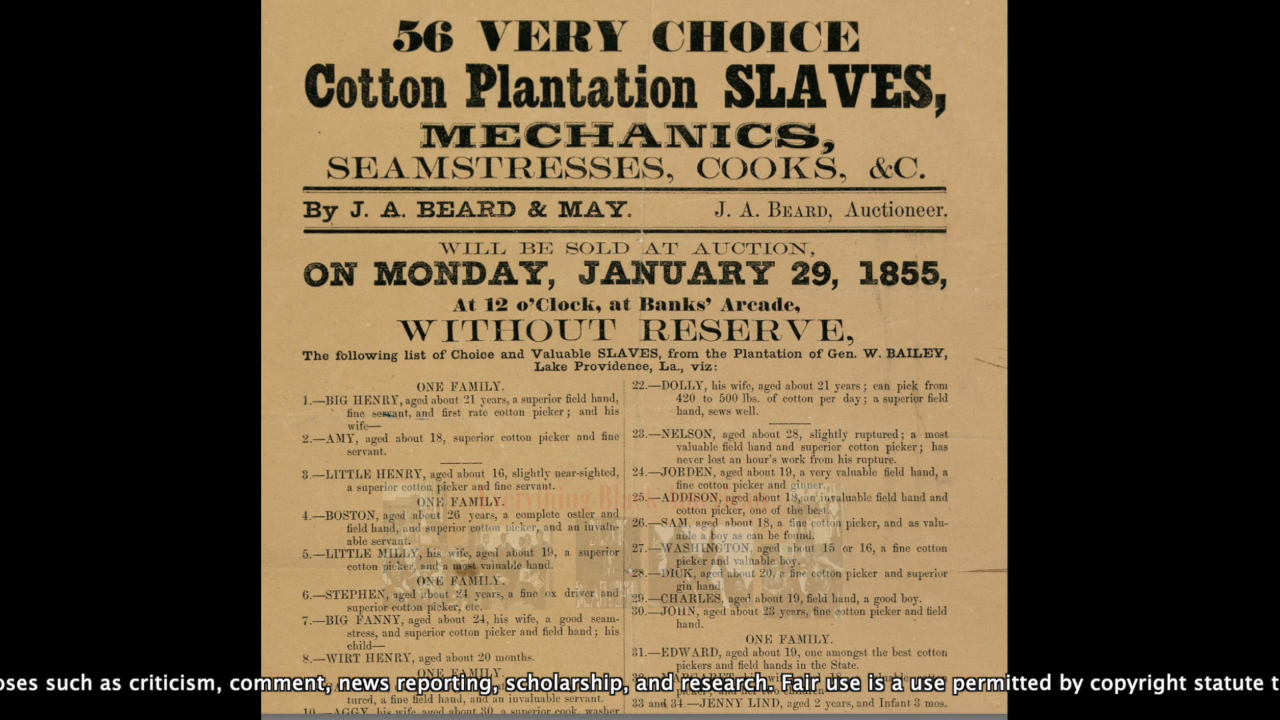 56 VERY CHOICE
Cotton Plantation SLAVES,
MECHANICS,
SEAMSTRESSES, COOKS, &C.
By J. A. BEARD & MAY. J. A. BEARD, Auctioneer.
WILL BE SOLD AT AUCTION,
ON MONDAY, JANUARY 29, 1855,
At 12 o'Clock, at Banks' Arcade,
WITHOUT RESERVE,
The following list of Choice and Valuable SLAVES, from the Plantation of Gen. W. BAILEY,
Lake Providence, La., viz:
ONE FAMILY.
1.—BIG HENRY, aged about 21 years, a superior field hand,
fine servant, and first rate cotton picker; and his
wife—
2.—AMY, aged about 18, superior cotton picker and fine
servant.
3.—LITTLE HENRY, aged about 16, slightly near-sighted,
a superior cotton picker and fine servant.
ONE FAMILY.
4.—BOSTON, aged about 26 years, a complete ostler and
field hand, and superior cotton picker, and an invalu-
able servant.
5.—LITTLE MILLY, his wife, aged about 19, a superior
cotton picker, and a most valuable hand.
ONE FAMILY.
6.—STEPHEN, aged about 24 years, a fine ox driver and
superior cotton picker, etc.
7.—BIG FANNY, aged about 24, his wife, a good seam-
stress, and superior cotton picker and field hand; his
child—
8.—WIRT HENRY, aged about 20 months.
ONE FAMILY.
tured, a fine field hand, and an invaluable servant.
10.—AGGY, his wife, aged about 30, a superior cook, washer
22.—DOLLY, his wife, aged about 21 years; can pick from
420 to 500 lbs. of cotton per day; a superior field
hand, sews well.
23.—NELSON, aged about 28, slightly ruptured; a most
valuable field hand and superior cotton picker; has
never lost an hour's work from his rupture.
24.—JORDEN, aged about 19, a very valuable field hand, a
fine cotton picker and ginner.
25.—ADDISON, aged about 18, an invaluable field hand and
cotton picker, one of the best.
26.—SAM, aged about 18, a fine cotton picker, and as valu-
able a boy as can be found.
27.—WASHINGTON, aged about 15 or 16, a fine cotton
picker and valuable boy.
28.—DICK, aged about 20, a fine cotton picker and superior
gin hand.
29.—CHARLES, aged about 19, field hand, a good boy.
30.—JOHN, aged about 23 years, fine cotton picker and field
hand.
ONE FAMILY.
31.—EDWARD, aged about 19, one amongst the best cotton
pickers and field hands in the State.
picker; and her two children
33 and 34.—JENNY LIND, aged 2 years, and Infant 3 mos.
Everything Black
oses such as criticism, comment, news reporting, scholarship, and research. Fair use is a use permitted by copyright statute t